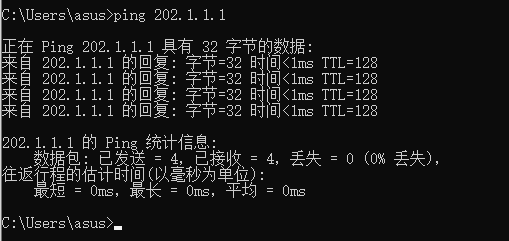 C:\Users\asus>ping 202.1.1.1
正在 Ping 202.1.1.1 具有 32 字节的数据:
来自 202.1.1.1 的回复: 字节=32 时间<1ms TTL=128
来自 202.1.1.1 的回复: 字节=32 时间<1ms TTL=128
来自 202.1.1.1 的回复: 字节=32 时间<1ms TTL=128
来自 202.1.1.1 的回复: 字节=32 时间<1ms TTL=128
202.1.1.1 的 Ping 统计信息:
数据包: 已发送 = 4, 已接收 = 4, 丢失 = 0 (0% 丢失),
往返行程的估计时间(以毫秒为单位):
最短 = 0ms, 最长 = 0ms, 平均 = 0ms
C:\Users\asus>